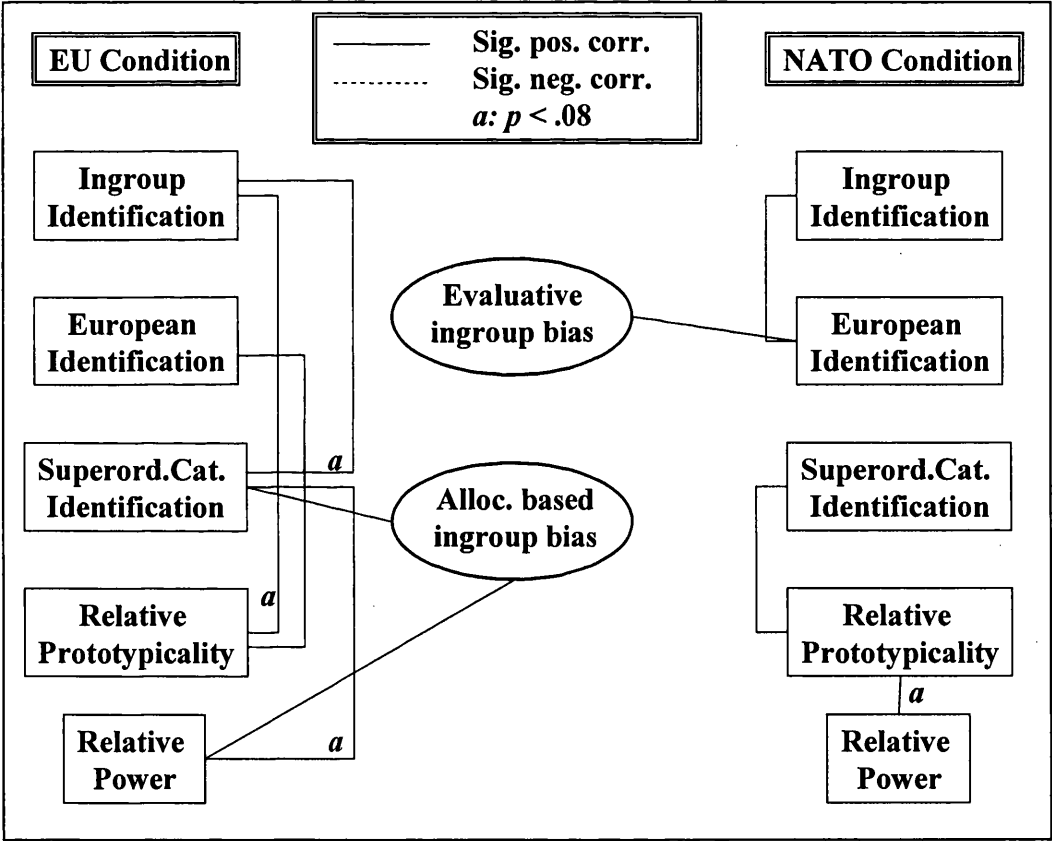 EU Condition
Sig. pos. corr.
Sig. neg. corr.
a: p < .08
NATO Condition
Ingroup
Identification
European
Identification
Superord.Cat.
Identification
Relative
Prototypicality
Relative
Power
a
a
a
Evaluative
ingroup bias
Alloc. based
ingroup bias
Ingroup
Identification
European
Identification
Superord.Cat.
Identification
Relative
Prototypicality
a
Relative
Power